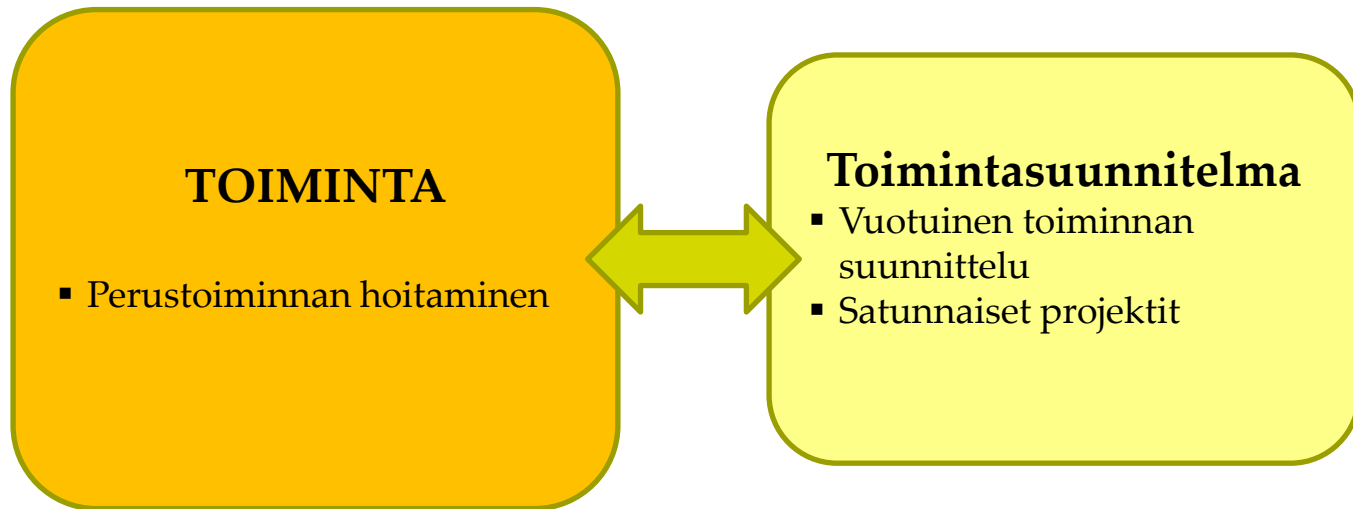 TOIMINTA
▪ Perustoiminnan hoitaminen
Toimintasuunnitelma
▪ Vuotuinen toiminnan
suunnittelu
▪ Satunnaiset projektit